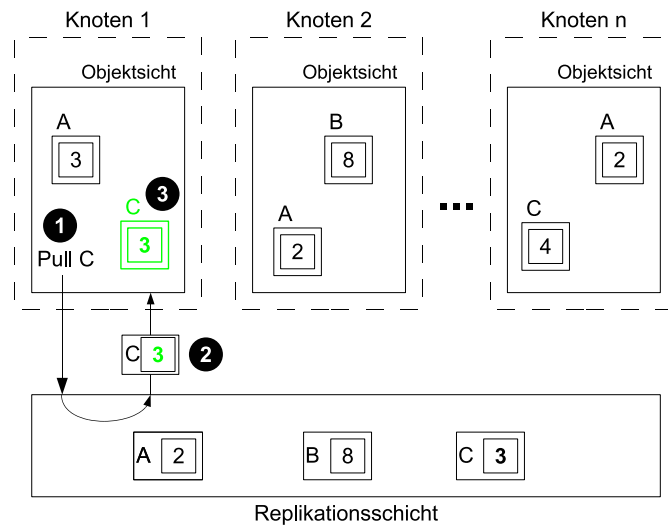 Knoten 1
Knoten 2
Knoten n
Objektsicht
Objektsicht
Objektsicht
A
3
B
8
A
2
C
3
3
1
Pull C
A
2
C
4
C 3
2
A 2
B 8
C 3
Replikationsschicht